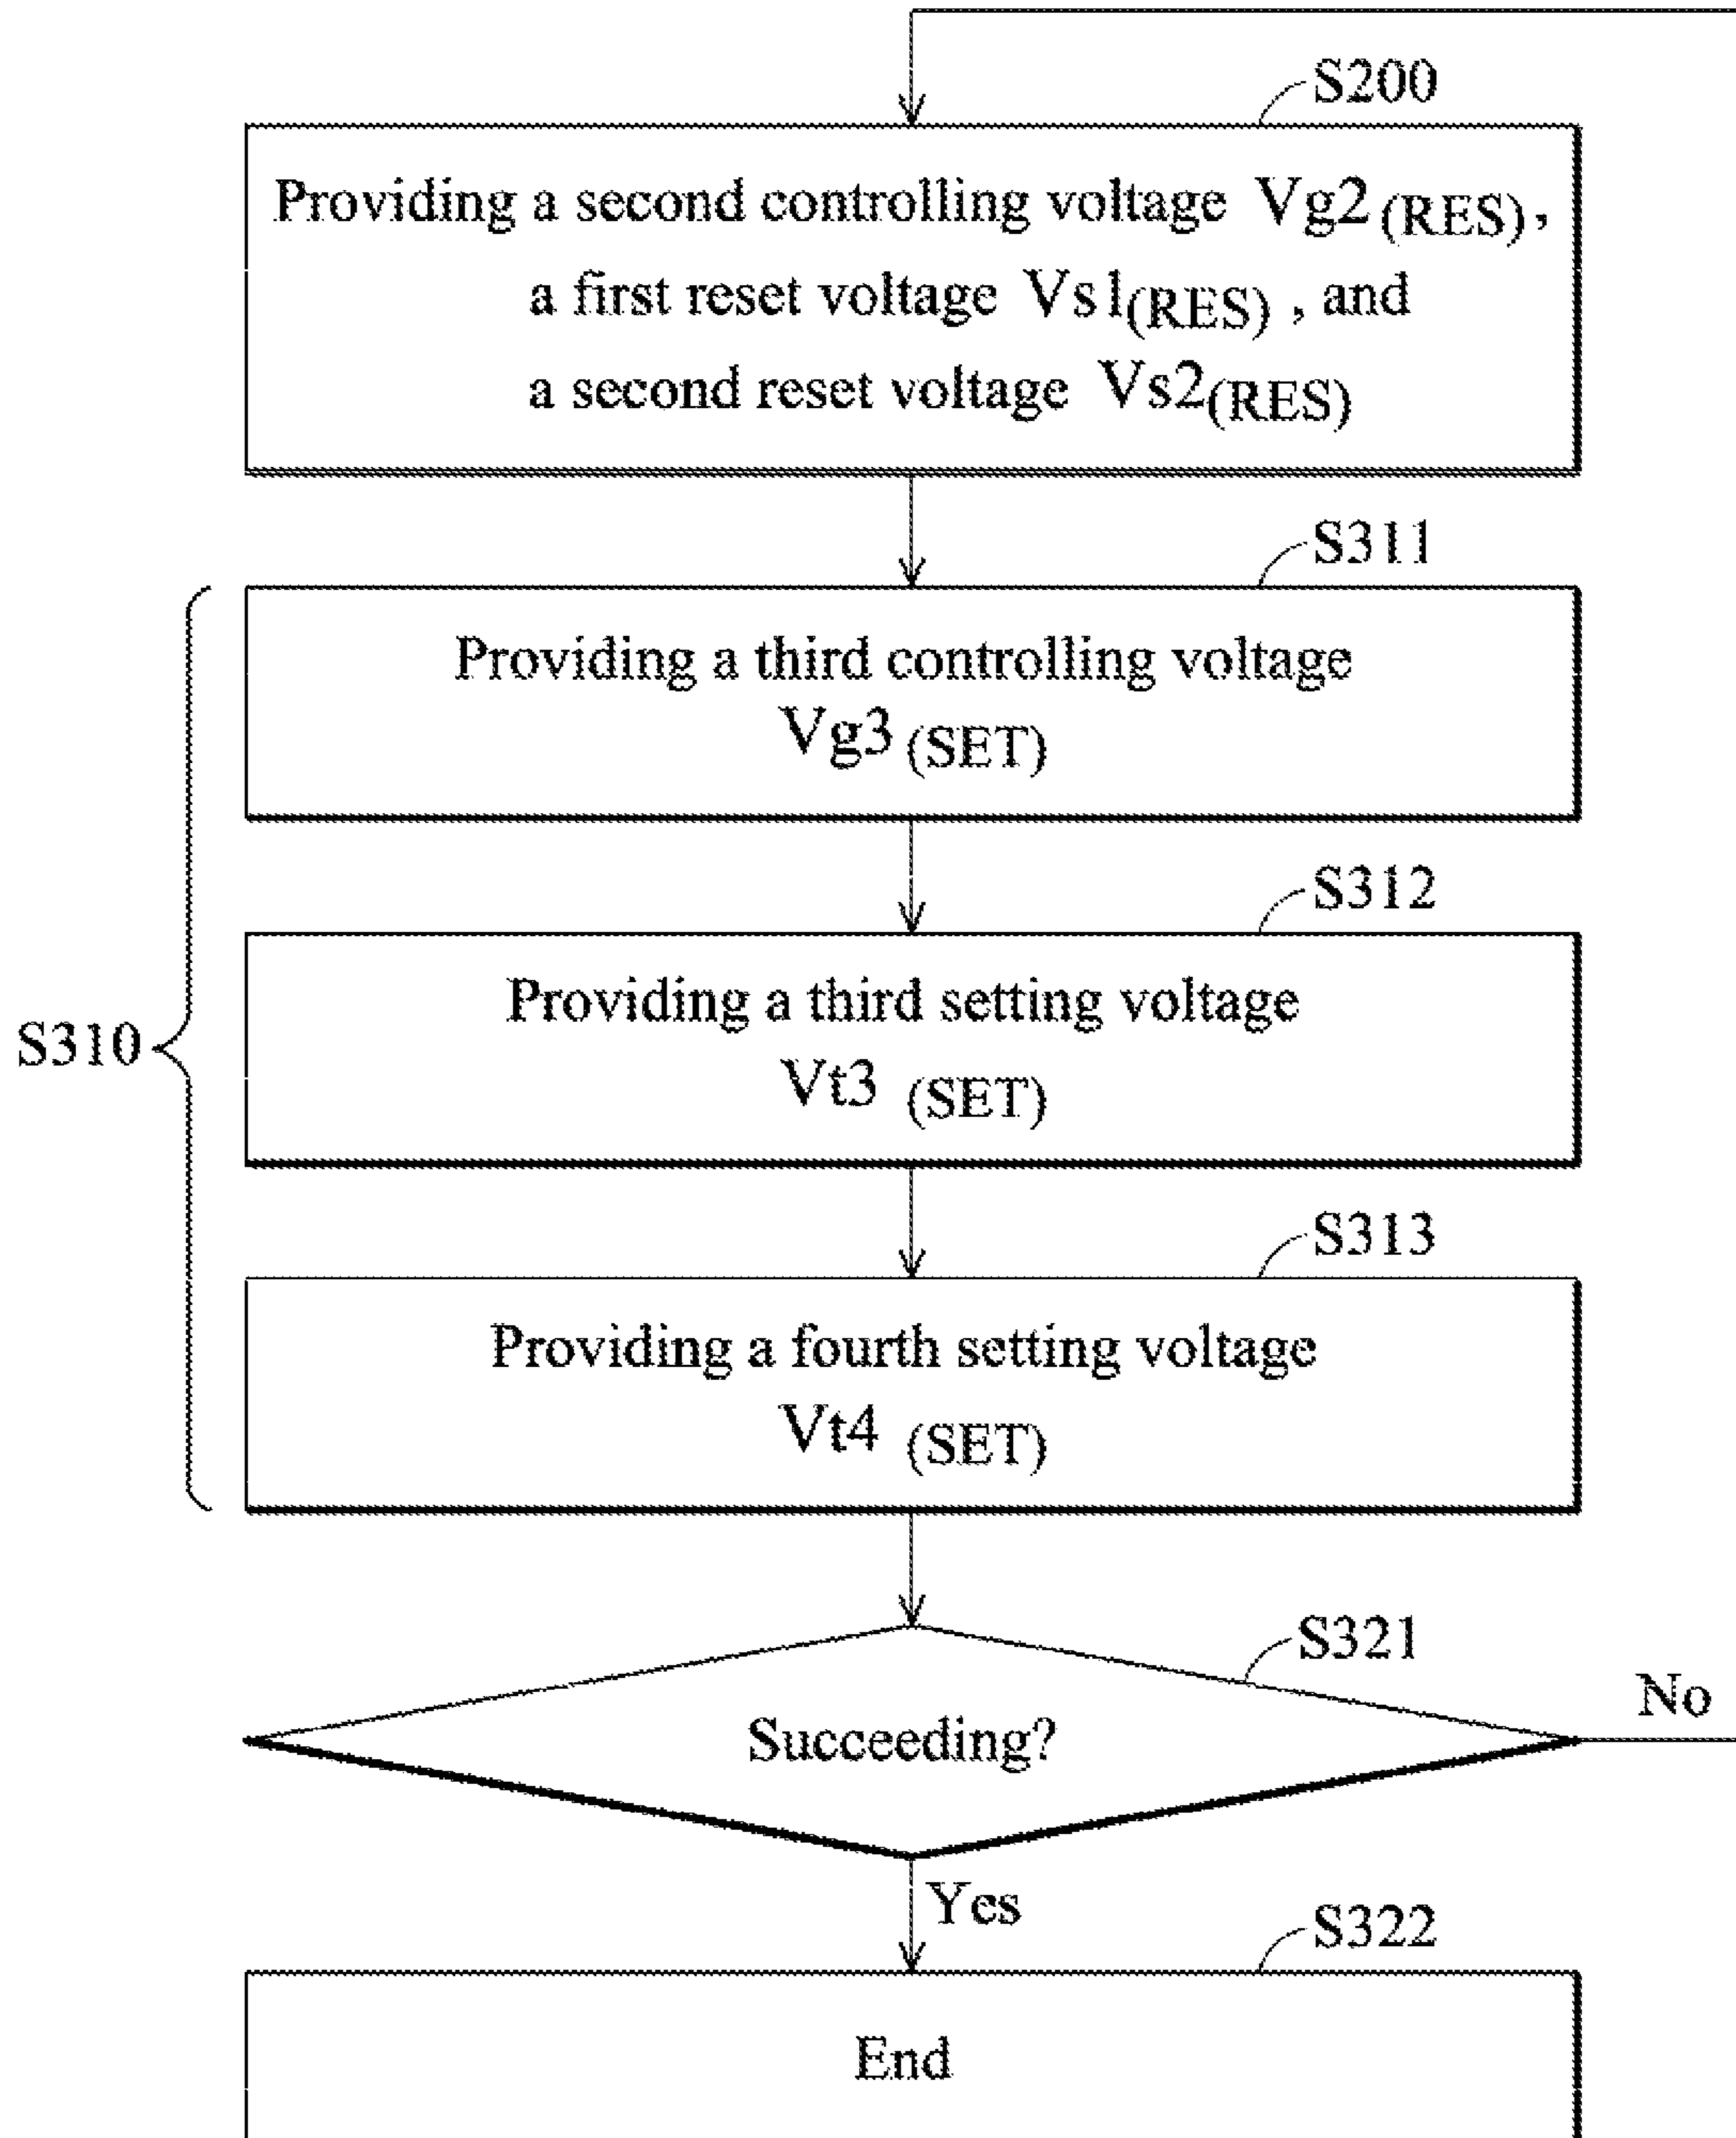 S200
Providing a second controlling voltage Vg2 (RES),
a first reset voltage Vs1(RES), and
a second reset voltage Vs2(RES)
S311
Providing a third controlling voltage
Vg3 (SET)
S312
Providing a third setting voltage
Vt3 (SET)
S310
S313
Providing a fourth setting voltage
Vt4 (SET)
S321
Succeeding?
No
Yes
S322
End